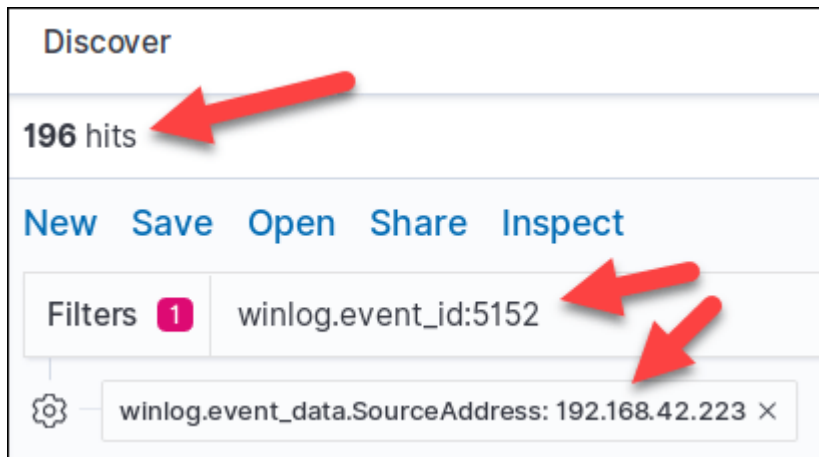 Discover
196 hits
New Save Open Share Inspect
Filters 1 winlog.event_id:5152
winlog.event_data.SourceAddress: 192.168.42.223 ×